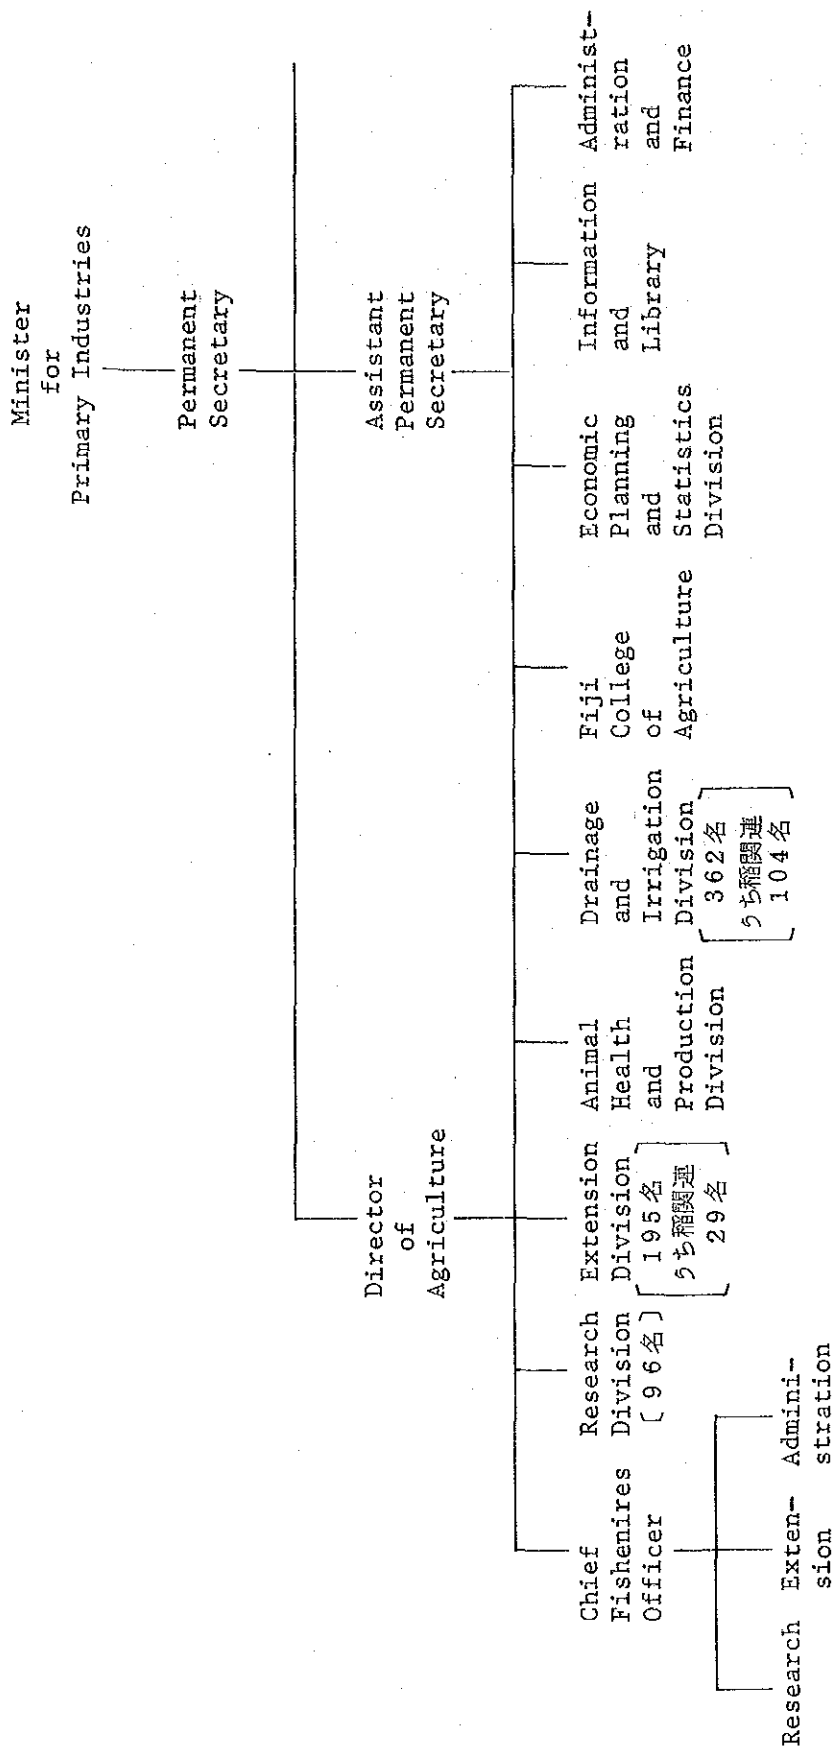 Minister
for
Primary Industries
Permanent
Secretary
Director
of
Agriculture
Assistant
Permanent
Secretary
Chief
Fishenires
Officer
Research
Division
〔96名〕
Extension
Division
195名
うち稲関連
29名
Animal
Health
and
Production
Division
Drainage
and
Irrigation
Division
362名
うち稲関連
104名
Fiji
College
of
Agriculture
Economic
Planning
and
Statistics
Division
Information
and
Library
Administ-
ration
and
Finance
Research
Exten-
sion
Admini-
stration